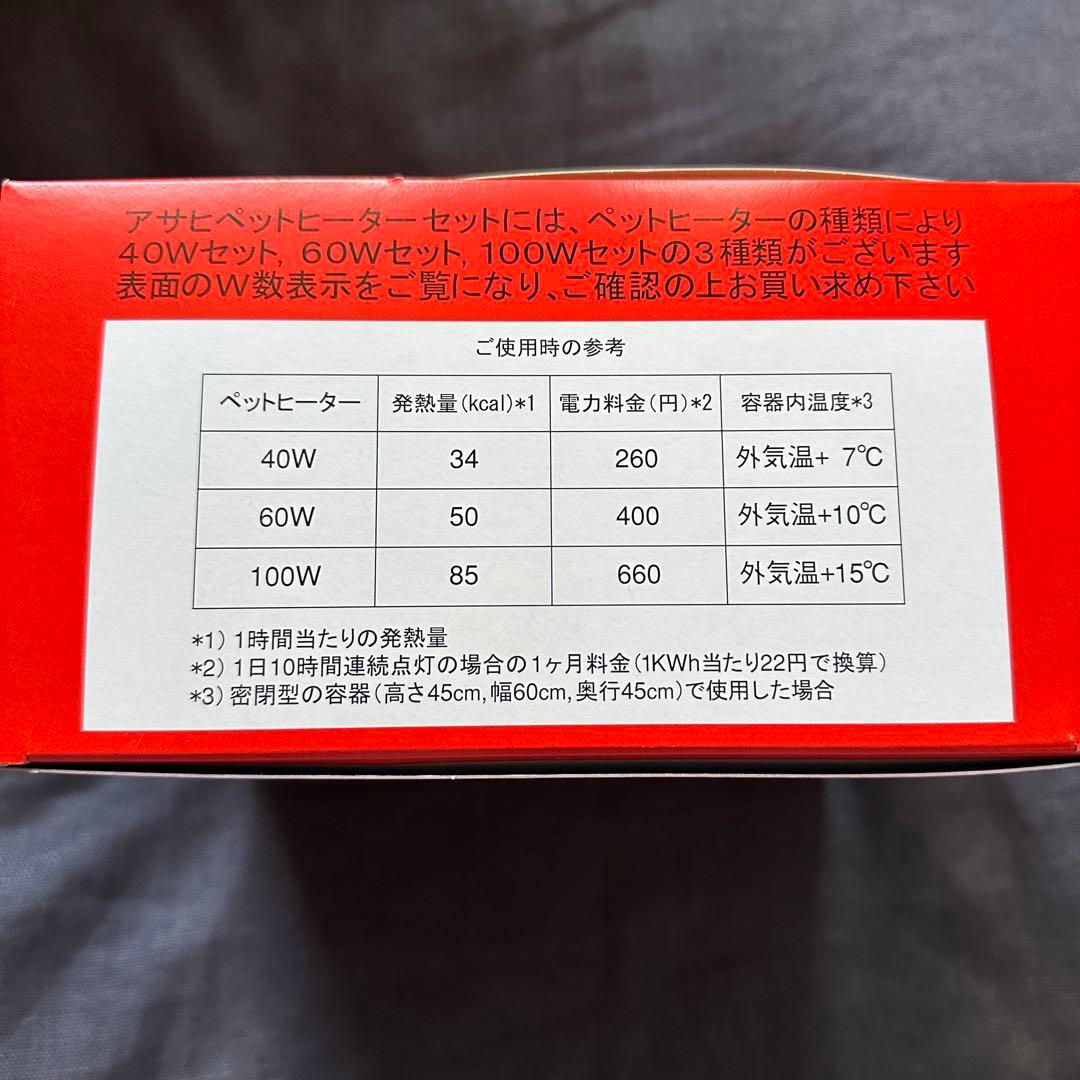 アサヒペットヒーターセットには、ペットヒーターの種類により
40Wセット, 60Wセット, 100Wセットの3種類がございます
表面のW数表示をご覧になり、ご確認の上お買い求め下さい
ご使用時の参考
ペットヒーター 発熱量(kcal)*1 電力料金(円)*2 容器内温度*3
40W 34 260 外気温+ 7℃
60W 50 400 外気温+10℃
100W 85 660 外気温+15℃
*1) 1時間当たりの発熱量
*2) 1日10時間連続点灯の場合の1ヶ月料金(1KWh当たり22円で換算)
*3) 密閉型の容器(高さ45cm, 幅60cm, 奥行45cm)で使用した場合